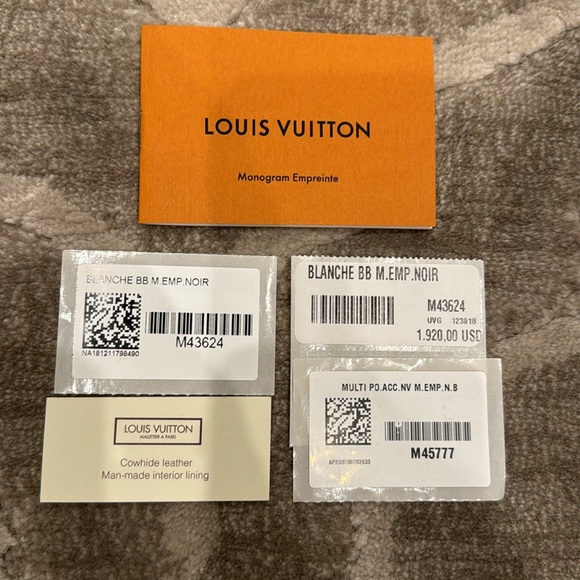 LOUIS VUITTON
Monogram Empreinte
BLANCHE BB M.EMP.NOIR
M43624
NA181211798490
BLANCHE BB M.EMP.NOIR
M43624
UVG 123018
1.920,00 USD
LOUIS VUITTON
MALLETIER A PARIS
Cowhide leather
Man-made interior lining
MULTI PO.ACC.NV M.EMP.N.B
M45777